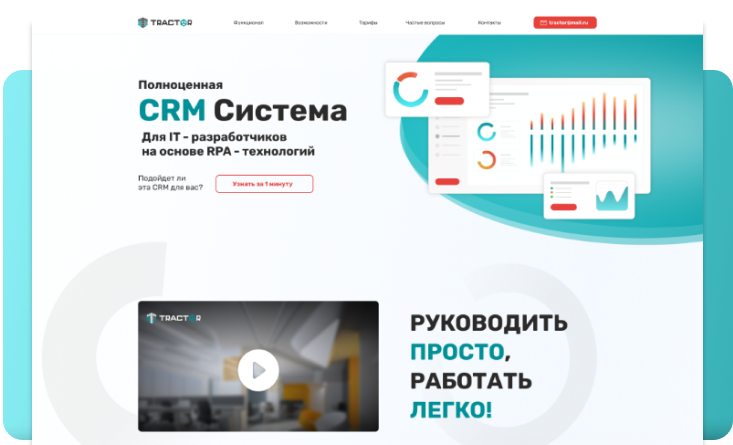 TRACTOR
Функционал
Возможности
Тарифы
Частые вопросы
Контакты
tractor@mail.ru
Полноценная
CRM Система
Для IT - разработчиков
на основе RPA - технологий
Подойдет ли
эта CRM для вас?
Узнать за 1 минуту
TRACTOR
РУКОВОДИТЬ
ПРОСТО,
РАБОТАТЬ
ЛЕГКО!